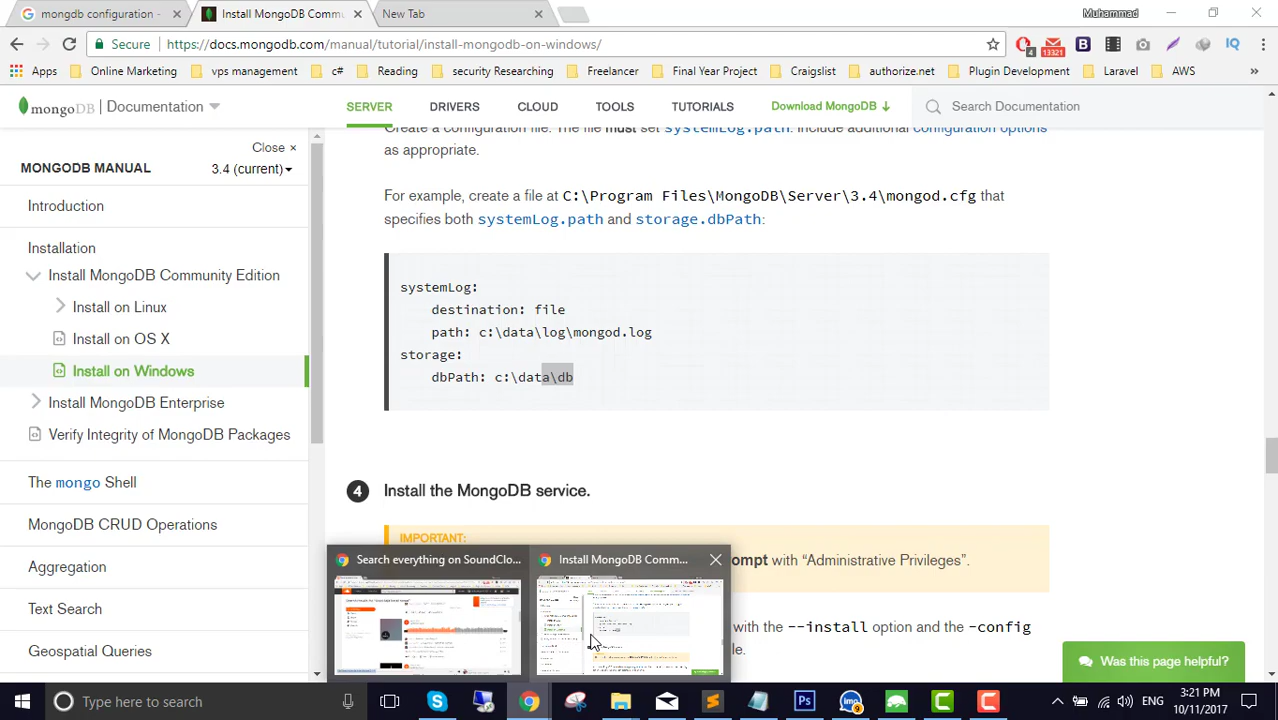 mongdb configuration -
Install MongoDB Commu
New Tab
Muhammad
Secure
https://docs.mongodb.com/manual/tutorial/install-mongodb-on-windows/
4
13321
IQ
Apps
Online Marketing
vps management
c#
Reading
security Researching
Freelancer
Final Year Project
Craigslist
authorize.net
Plugin Development
Laravel
AWS
»
mongoDB | Documentation
SERVER
DRIVERS
CLOUD
TOOLS
TUTORIALS
Download MongoDB
Search Documentation
Close ×
MONGODB MANUAL
3.4 (current)
Introduction
Installation
Install MongoDB Community Edition
Install on Linux
Install on OS X
Install on Windows
Install MongoDB Enterprise
Verify Integrity of MongoDB Packages
The mongo Shell
MongoDB CRUD Operations
Aggregation
Text Search
Geospatial Queries
Create a configuration file. The file must set systemLog.path. Include additional configuration options
as appropriate.
For example, create a file at C:\Program Files\MongoDB\Server\3.4\mongod.cfg that
specifies both systemLog.path and storage.dbPath:
systemLog:
destination: file
path: c:\data\log\mongod.log
storage:
dbPath: c:\data\db
4
Install the MongoDB service.
IMPORTANT:
ompt with “Administrative Privileges”.
with the --install option and the -config
le.
Search everything on SoundClo...
Install MongoDB Comm...
Was this page helpful?
Type here to search
9
ENG
3:21 PM
10/11/2017